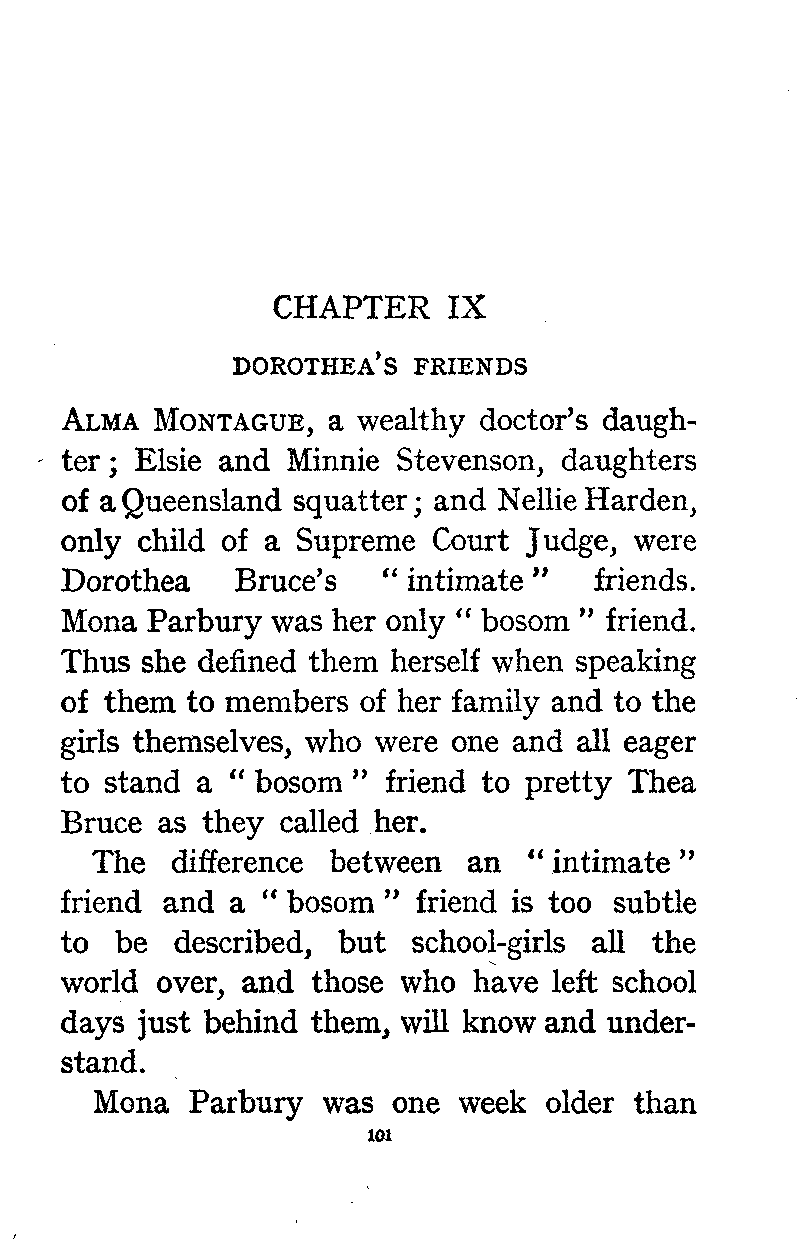 CHAPTER IX
DOROTHEA'S FRIENDS
ALMA MONTAGUE, a wealthy doctor's daugh-
ter ; Elsie and Minnie Stevenson, daughters
of a Queensland squatter ; and Nellie Harden,
only child of a Supreme Court Judge, were
Dorothea Bruce's “ intimate ” friends.
Mona Parbury was her only “ bosom ” friend.
Thus she defined them herself when speaking
of them to members of her family and to the
girls themselves, who were one and all eager
to stand a “ bosom ” friend to pretty Thea
Bruce as they called her.
The difference between an “ intimate ”
friend and a “ bosom ” friend is too subtle
to be described, but school-girls all the
world over, and those who have left school
days just behind them, will know and under-
stand.
Mona Parbury was one week older than
101